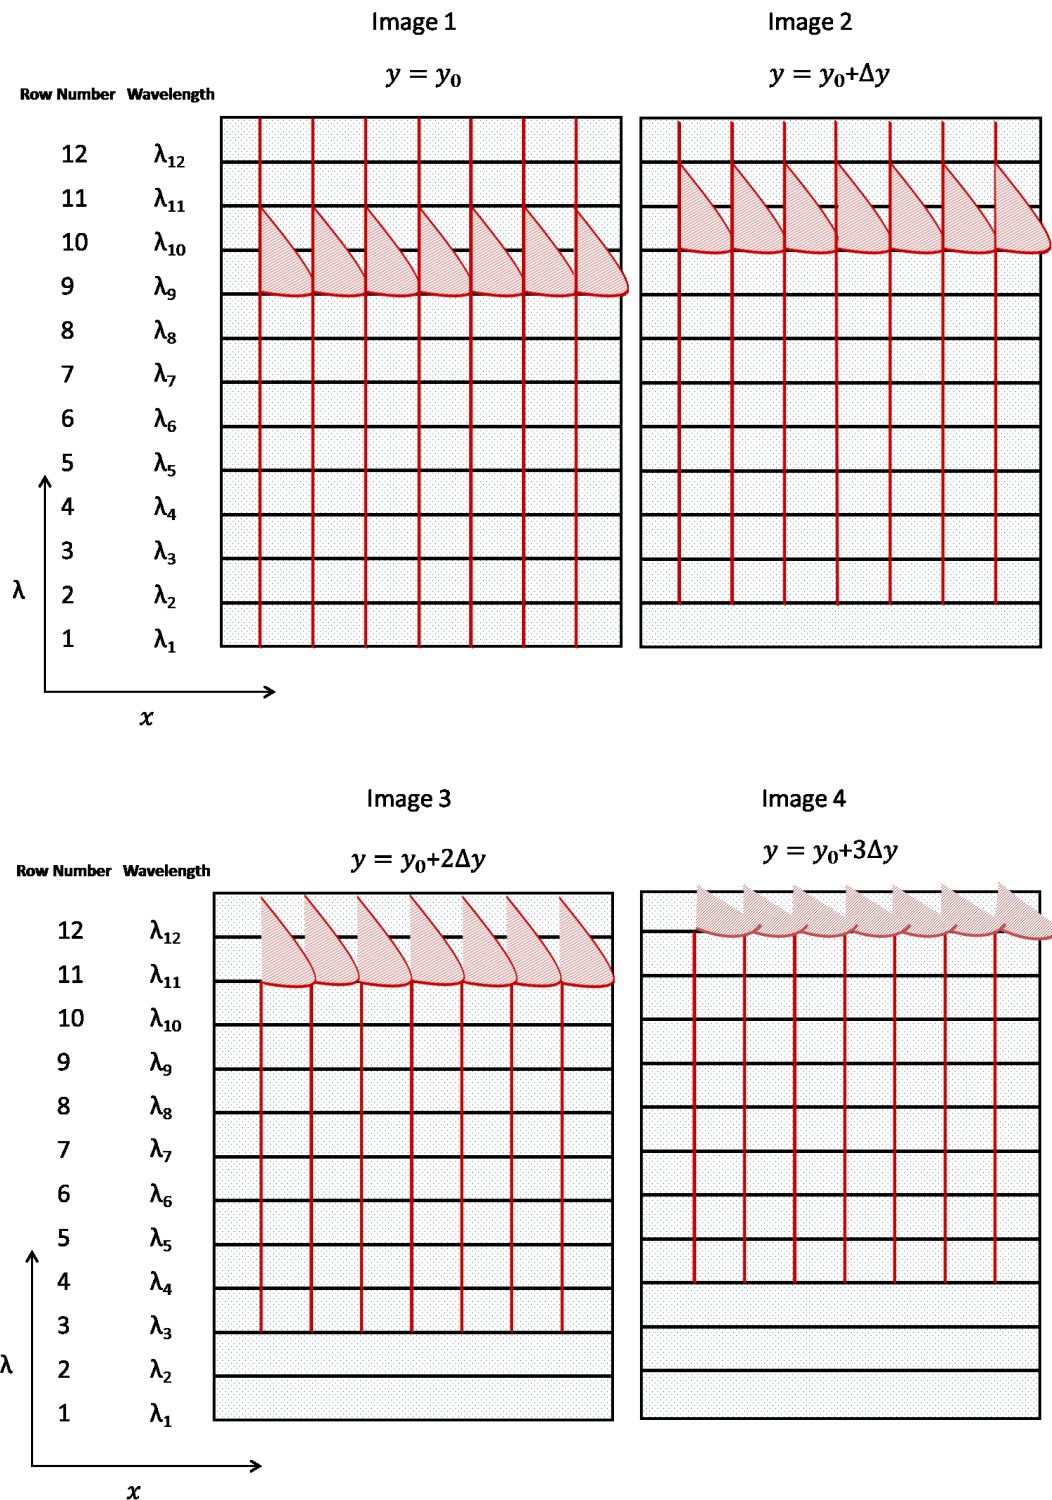 Image 1 Image 2
y = y₀ y = y₀+Δy
Row Number Wavelength
12 λ₁₂
11 λ₁₁
10 λ₁₀
9 λ₉
8 λ₈
7 λ₇
6 λ₆
5 λ₅
4 λ₄
3 λ₃
λ
2 λ₂
1 λ₁
x
Image 3 Image 4
y = y₀+2Δy y = y₀+3Δy
Row Number Wavelength
12 λ₁₂
11 λ₁₁
10 λ₁₀
9 λ₉
8 λ₈
7 λ₇
6 λ₆
5 λ₅
4 λ₄
3 λ₃
λ
2 λ₂
1 λ₁
x